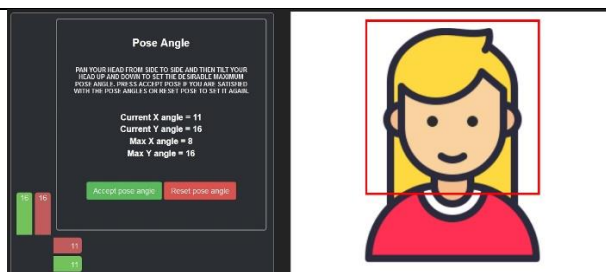 Pose Angle
PAN YOUR HEAD FROM SIDE TO SIDE AND THEN TILT YOUR
HEAD UP AND DOWN TO SET THE DESIRABLE MAXIMUM
POSE ANGLE. PRESS ACCEPT POSE IF YOU ARE SATISFIED
WITH THE POSE ANGLES OR RESET POSE TO SET IT AGAIN.
Current X angle = 11
Current Y angle = 16
Max X angle = 8
Max Y angle = 16
Accept pose angle Reset pose angle
16 16
11
11